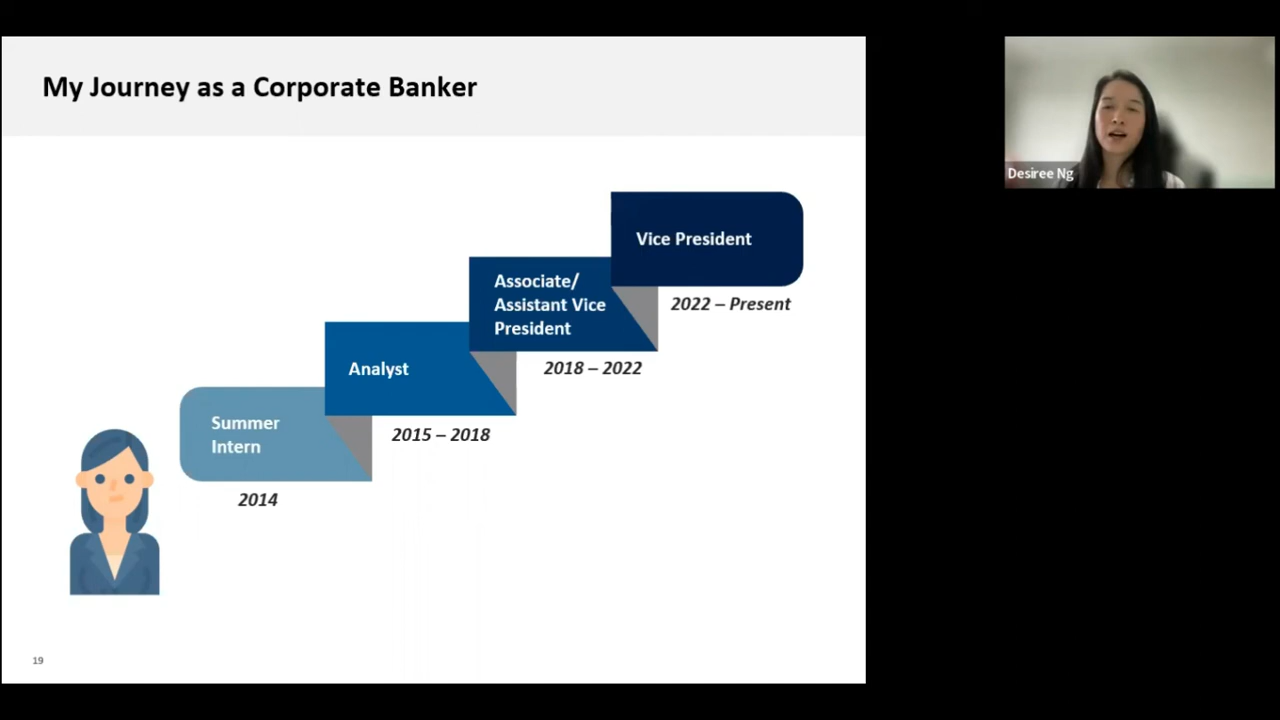 My Journey as a Corporate Banker
Desiree Ng
Vice President
2022 – Present
Associate/
Assistant Vice
President
2018 – 2022
Analyst
2015 – 2018
Summer
Intern
2014
19